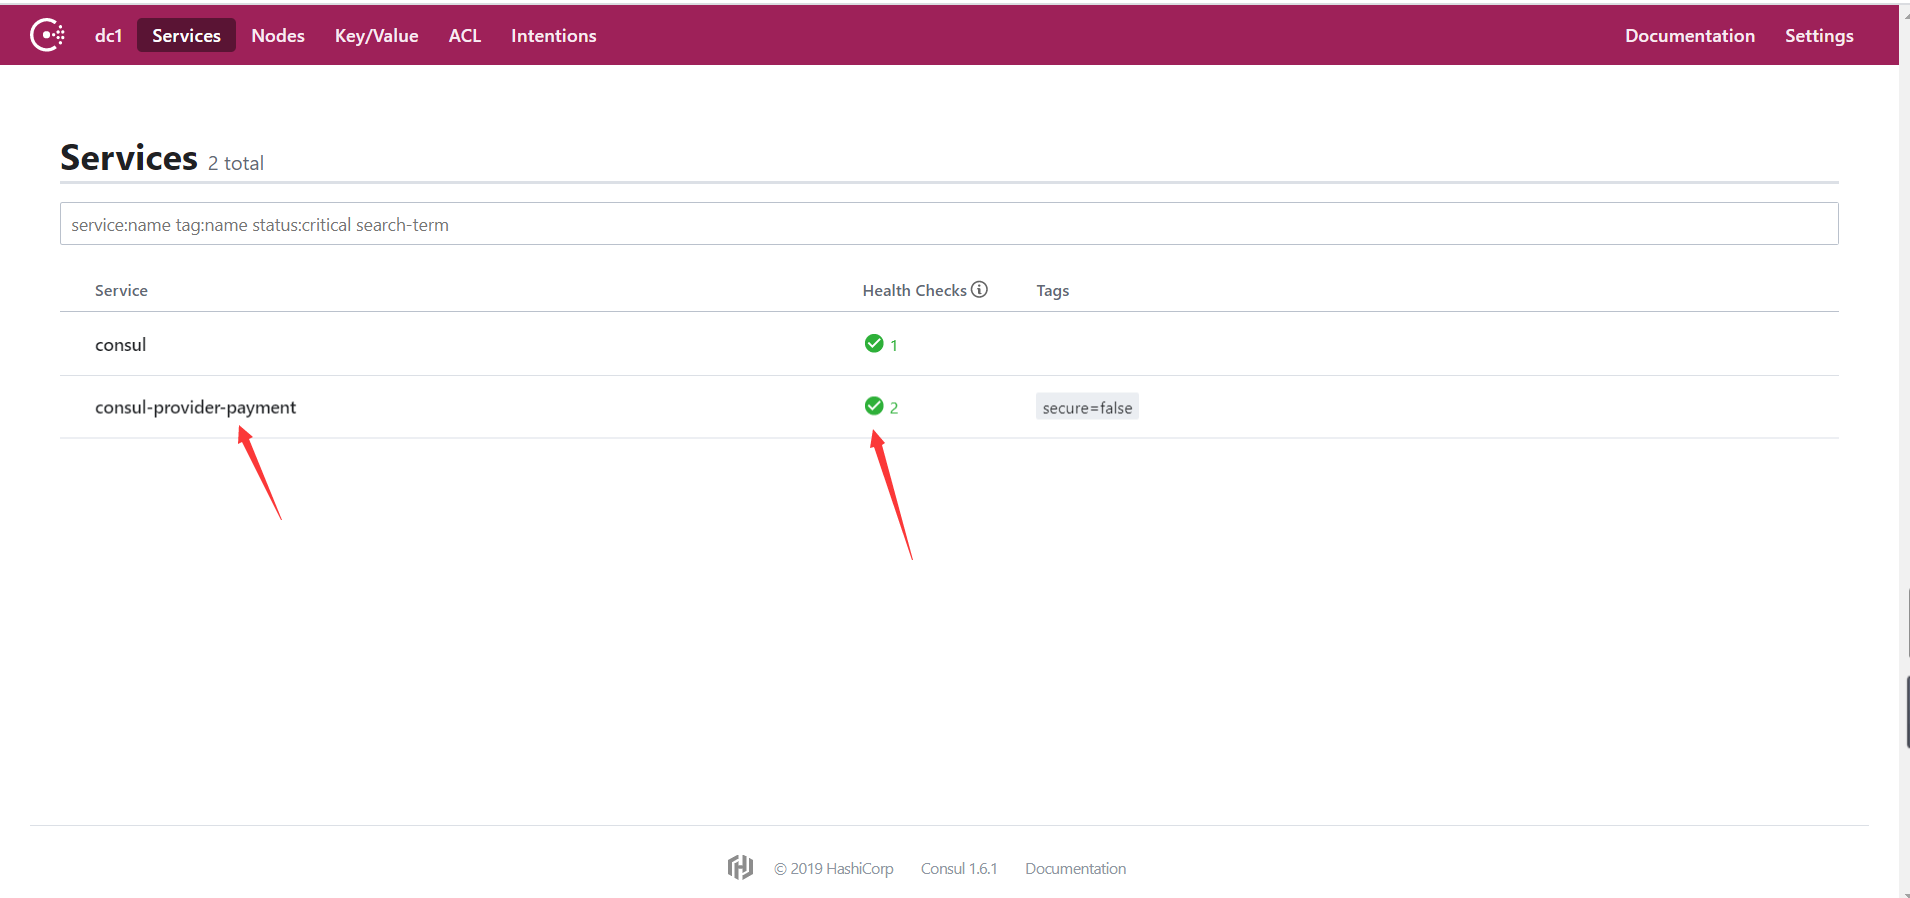 dc1 Services Nodes Key/Value ACL Intentions Documentation Settings
Services 2 total
service:name tag:name status:critical search-term
Service Health Checks Tags
consul 1
consul-provider-payment 2 secure=false
© 2019 HashiCorp Consul 1.6.1 Documentation